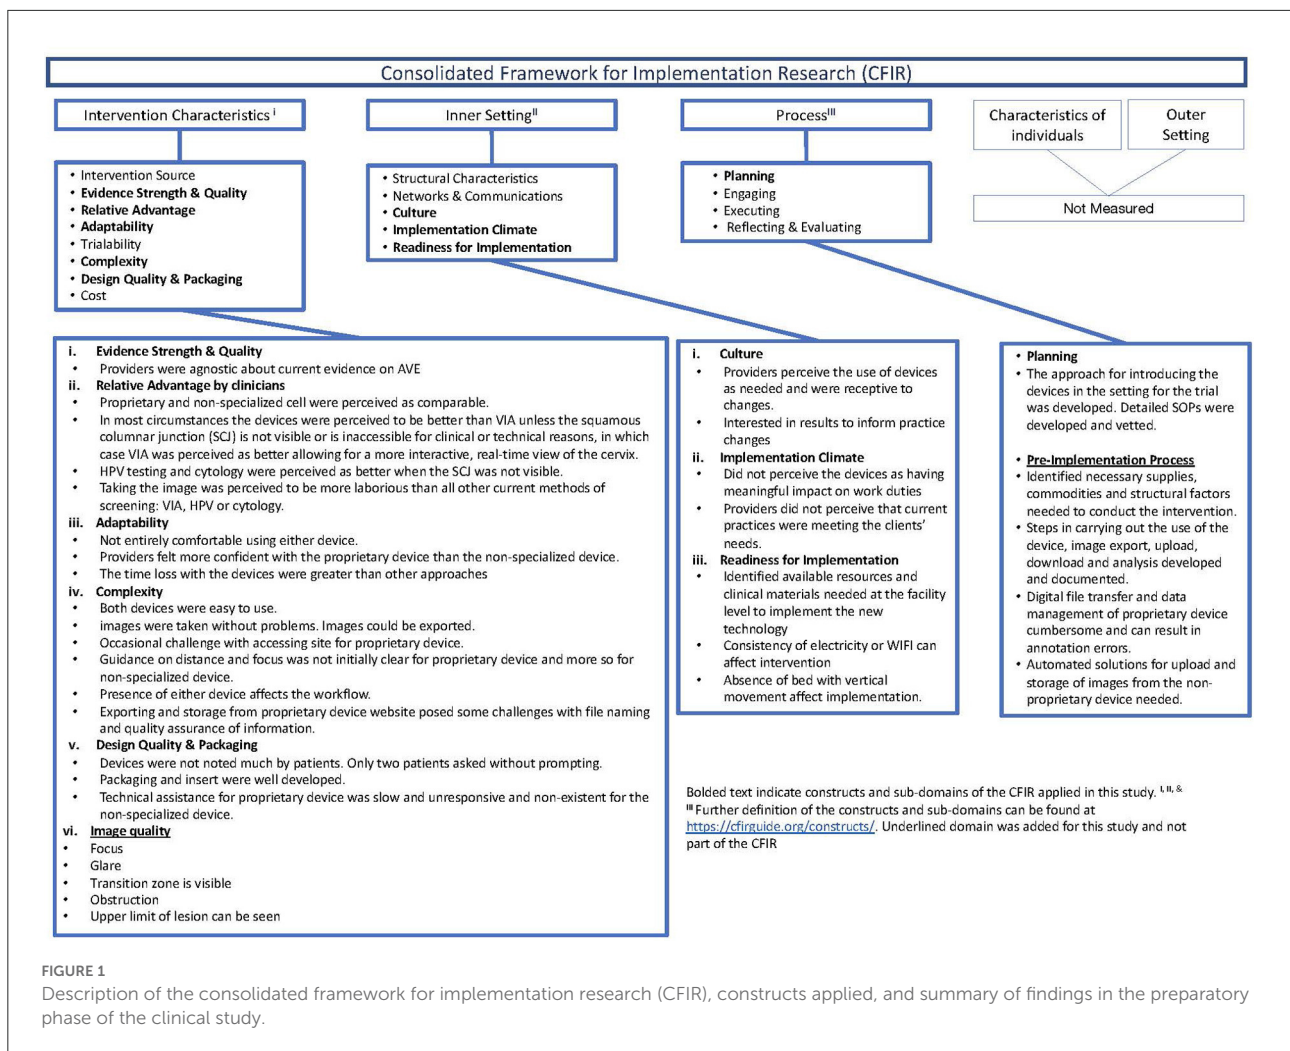 Consolidated Framework for Implementation Research (CFIR)
Intervention Characteristics i
• Intervention Source
• Evidence Strength & Quality
• Relative Advantage
• Adaptability
• Trialability
• Complexity
• Design Quality & Packaging
• Cost
Inner Setting II
• Structural Characteristics
• Networks & Communications
• Culture
• Implementation Climate
• Readiness for Implementation
Process III
• Planning
• Engaging
• Executing
• Reflecting & Evaluating
Characteristics of
individuals
Outer
Setting
Not Measured
i. Evidence Strength & Quality
• Providers were agnostic about current evidence on AVE
ii. Relative Advantage by clinicians
• Proprietary and non-specialized cell were perceived as comparable.
• In most circumstances the devices were perceived to be better than VIA unless the squamous
columnar junction (SCJ) is not visible or is inaccessible for clinical or technical reasons, in which
case VIA was perceived as better allowing for a more interactive, real-time view of the cervix.
• HPV testing and cytology were perceived as better when the SCJ was not visible.
• Taking the image was perceived to be more laborious than all other current methods of
screening: VIA, HPV or cytology.
iii. Adaptability
• Not entirely comfortable using either device.
• Providers felt more confident with the proprietary device than the non-specialized device.
• The time loss with the devices were greater than other approaches
iv. Complexity
• Both devices were easy to use.
• images were taken without problems. Images could be exported.
• Occasional challenge with accessing site for proprietary device.
• Guidance on distance and focus was not initially clear for proprietary device and more so for
non-specialized device.
• Presence of either device affects the workflow.
• Exporting and storage from proprietary device website posed some challenges with file naming
and quality assurance of information.
v. Design Quality & Packaging
• Devices were not noted much by patients. Only two patients asked without prompting.
• Packaging and insert were well developed.
• Technical assistance for proprietary device was slow and unresponsive and non-existent for the
non-specialized device.
vi. Image quality
• Focus
• Glare
• Transition zone is visible
• Obstruction
• Upper limit of lesion can be seen
i. Culture
• Providers perceive the use of devices
as needed and were receptive to
changes.
• Interested in results to inform practice
changes
ii. Implementation Climate
• Did not perceive the devices as having
meaningful impact on work duties
• Providers did not perceive that current
practices were meeting the clients'
needs.
iii. Readiness for Implementation
• Identified available resources and
clinical materials needed at the facility
level to implement the new
technology
• Consistency of electricity or WIFI can
affect intervention
• Absence of bed with vertical
movement affect implementation.
• Planning
• The approach for introducing the
devices in the setting for the trial
was developed. Detailed SOPs were
developed and vetted.
• Pre-Implementation Process
• Identified necessary supplies,
commodities and structural factors
needed to conduct the intervention.
• Steps in carrying out the use of the
device, image export, upload,
download and analysis developed
and documented.
• Digital file transfer and data
management of proprietary device
cumbersome and can result in
annotation errors.
• Automated solutions for upload and
storage of images from the non-
proprietary device needed.
Bolded text indicate constructs and sub-domains of the CFIR applied in this study. I, II, &
III Further definition of the constructs and sub-domains can be found at
https://cfirguide.org/constructs/. Underlined domain was added for this study and not
part of the CFIR
FIGURE 1
Description of the consolidated framework for implementation research (CFIR), constructs applied, and summary of findings in the preparatory
phase of the clinical study.